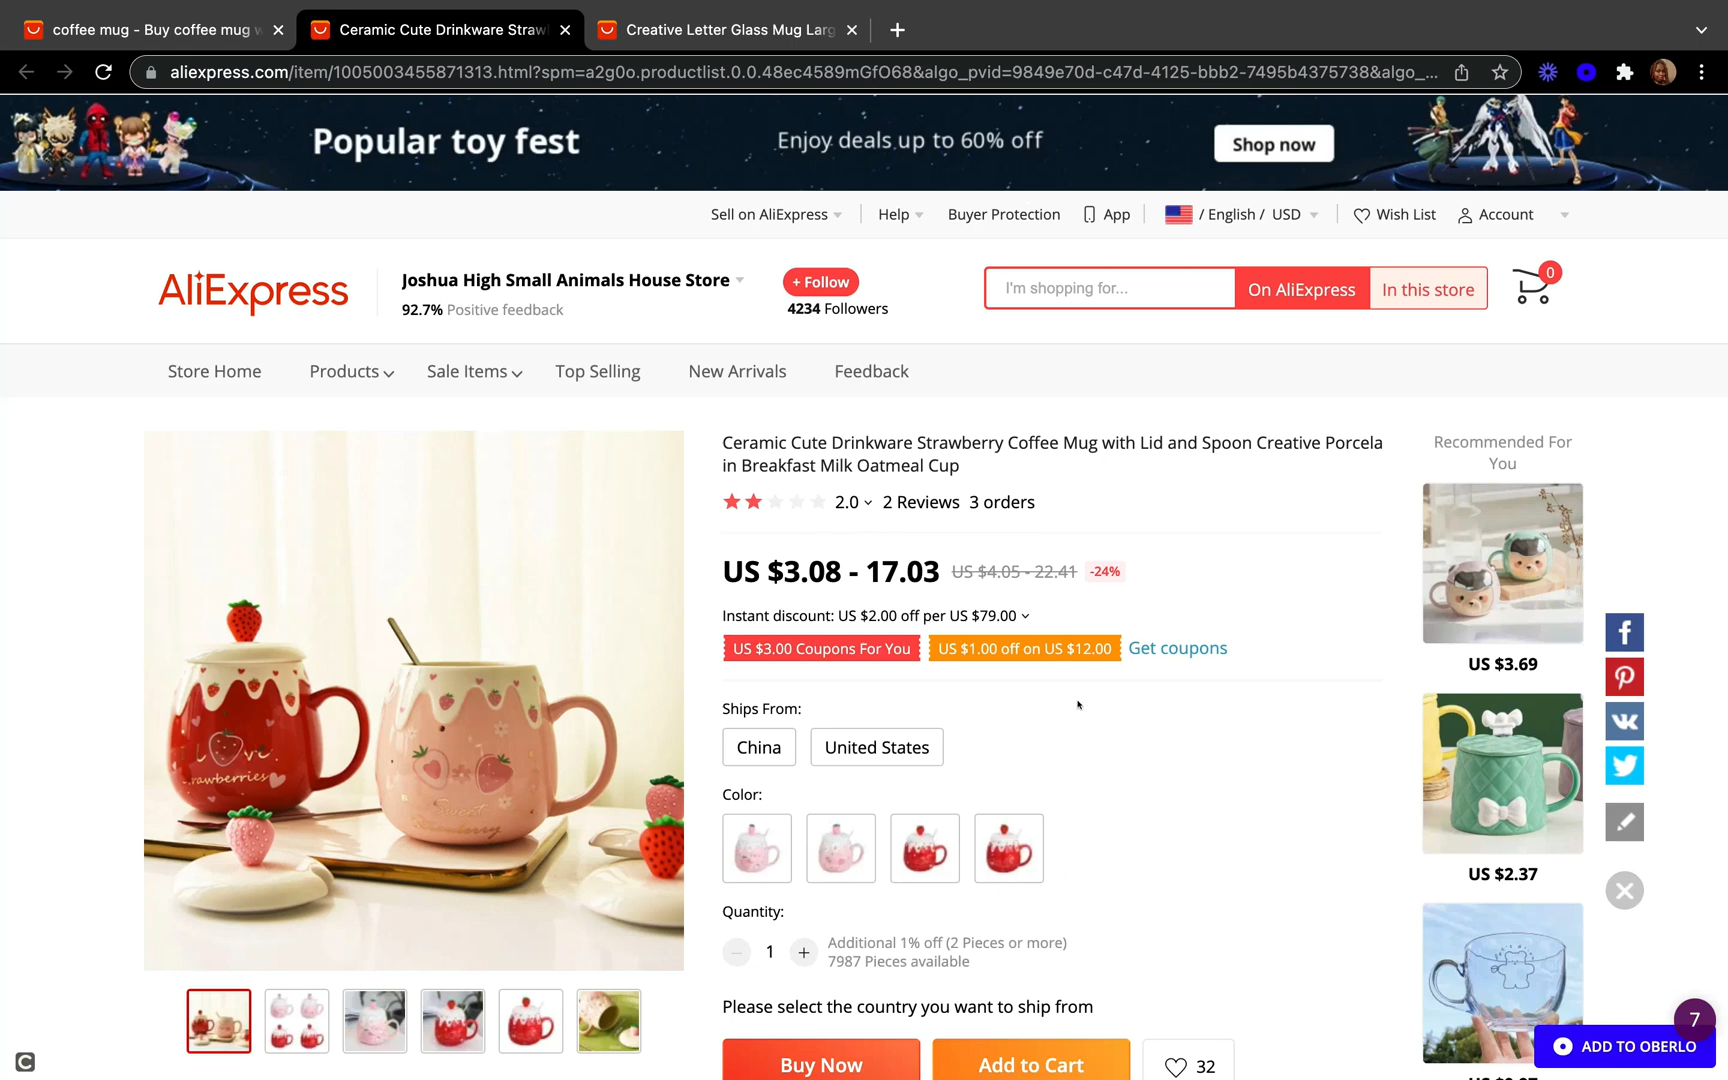 coffee mug - Buy coffee mug w
Ceramic Cute Drinkware Straw
Creative Letter Glass Mug Larg
aliexpress.com/item/1005003455871313.html?spm=a2g0o.productlist.0.0.48ec4589mGfO68&algo_pvid=9849e70d-c47d-4125-bbb2-7495b4375738&algo_...
Popular toy fest
Enjoy deals up to 60% off
Shop now
Sell on AliExpress
Help
Buyer Protection
App
/ English / USD
Wish List
Account
AliExpress
Joshua High Small Animals House Store
92.7% Positive feedback
+ Follow
4234 Followers
I'm shopping for...
On AliExpress
In this store
0
Store Home
Products
Sale Items
Top Selling
New Arrivals
Feedback
Ceramic Cute Drinkware Strawberry Coffee Mug with Lid and Spoon Creative Porcela
in Breakfast Milk Oatmeal Cup
2.0 2 Reviews 3 orders
US $3.08 - 17.03 US $4.05 - 22.41 -24%
Instant discount: US $2.00 off per US $79.00
US $3.00 Coupons For You
US $1.00 off on US $12.00
Get coupons
Ships From:
China
United States
Color:
Quantity:
1
Additional 1% off (2 Pieces or more)
7987 Pieces available
Please select the country you want to ship from
Buy Now
Add to Cart
32
Love
rawberries
Sweet
Recommended For
You
US $3.69
US $2.37
7
ADD TO OBERLO